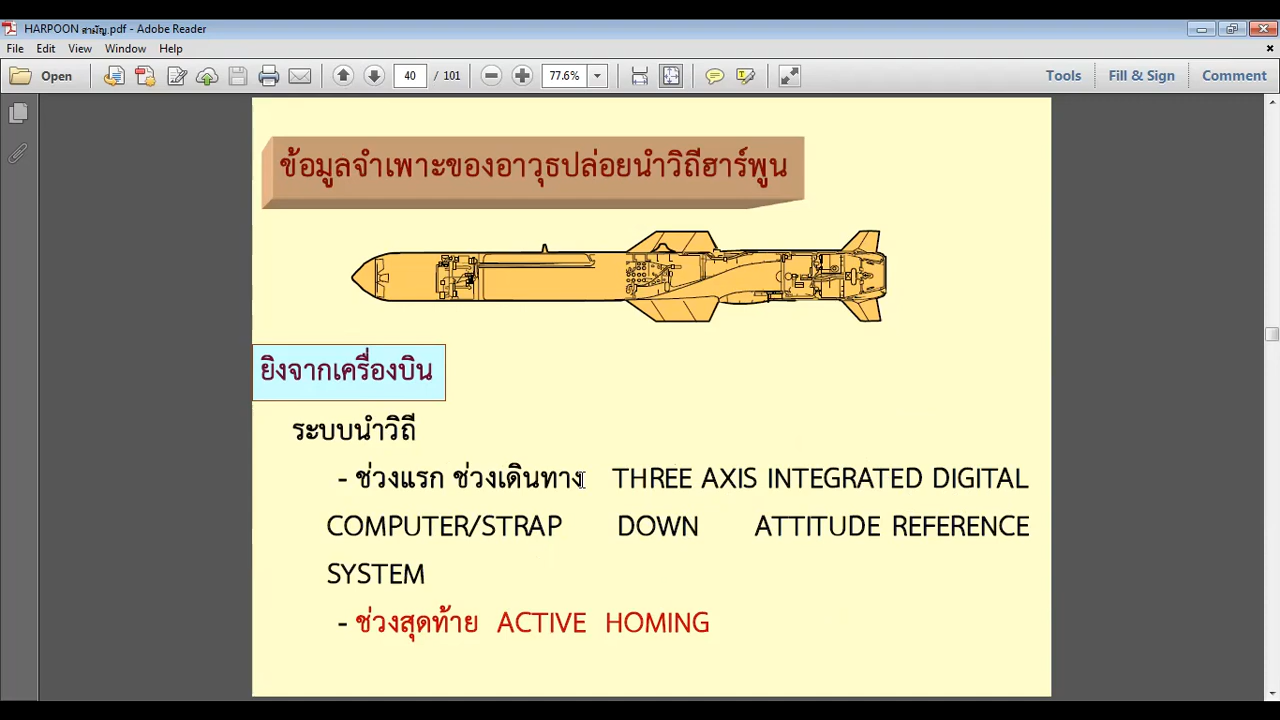 HARPOON สามัญ.pdf - Adobe Reader
File Edit View Window Help
Open 40 / 101 77.6% Tools Fill & Sign Comment
ข้อมูลจำเพาะของอาวุธปล่อยนำวิถีฮาร์พูน
ยิงจากเครื่องบิน
ระบบนำวิถี
- ช่วงแรก ช่วงเดินทาง THREE AXIS INTEGRATED DIGITAL
COMPUTER/STRAP DOWN ATTITUDE REFERENCE
SYSTEM
- ช่วงสุดท้าย ACTIVE HOMING